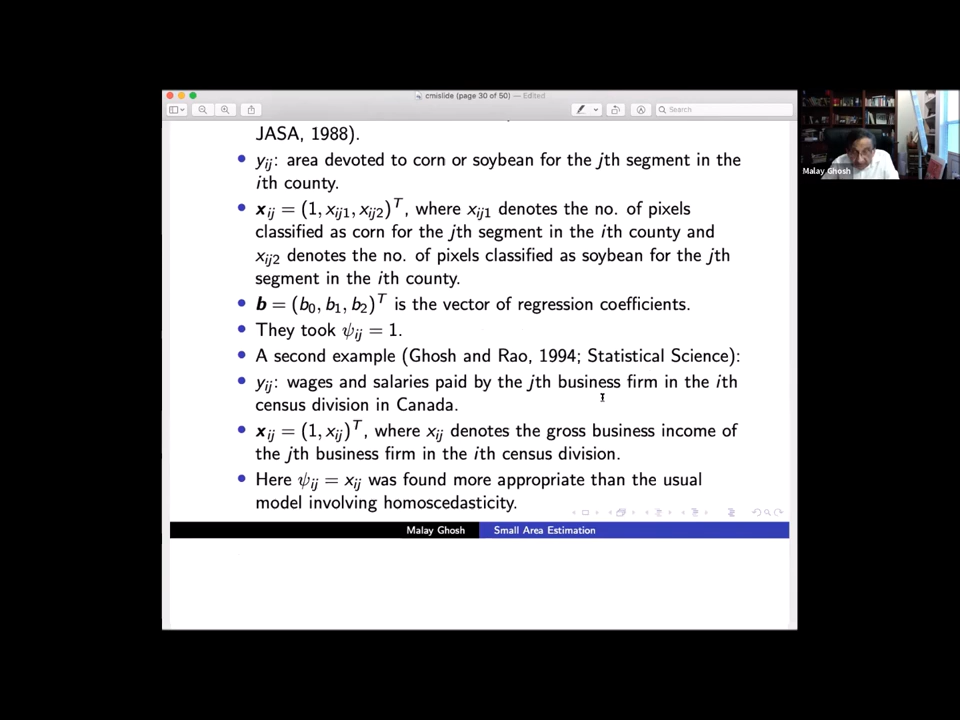 cmislide (page 30 of 50) — Edited
Search
JASA, 1988).
• y_ij: area devoted to corn or soybean for the jth segment in the
ith county.
• x_ij = (1, x_ij1, x_ij2)^T, where x_ij1 denotes the no. of pixels
classified as corn for the jth segment in the ith county and
x_ij2 denotes the no. of pixels classified as soybean for the jth
segment in the ith county.
• b = (b_0, b_1, b_2)^T is the vector of regression coefficients.
• They took ψ_ij = 1.
• A second example (Ghosh and Rao, 1994; Statistical Science):
• y_ij: wages and salaries paid by the jth business firm in the ith
census division in Canada.
• x_ij = (1, x_ij)^T, where x_ij denotes the gross business income of
the jth business firm in the ith census division.
• Here ψ_ij = x_ij was found more appropriate than the usual
model involving homoscedasticity.
Malay Ghosh Small Area Estimation
Malay Ghosh